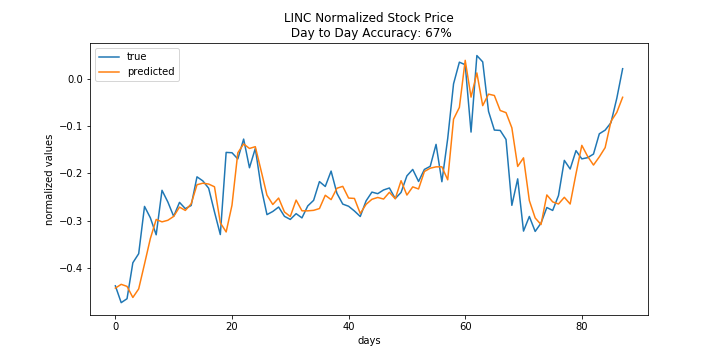 LINC Normalized Stock Price
Day to Day Accuracy: 67%
true
predicted
normalized values
0.0
−0.1
−0.2
−0.3
−0.4
0
20
40
60
80
days